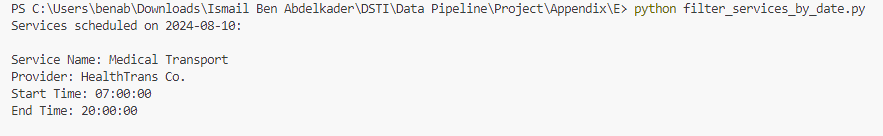 PS C:\Users\benab\Downloads\Ismail Ben Abdelkader\DSTI\Data Pipeline\Project\Appendix\E> python filter_services_by_date.py
Services scheduled on 2024-08-10:
Service Name: Medical Transport
Provider: HealthTrans Co.
Start Time: 07:00:00
End Time: 20:00:00